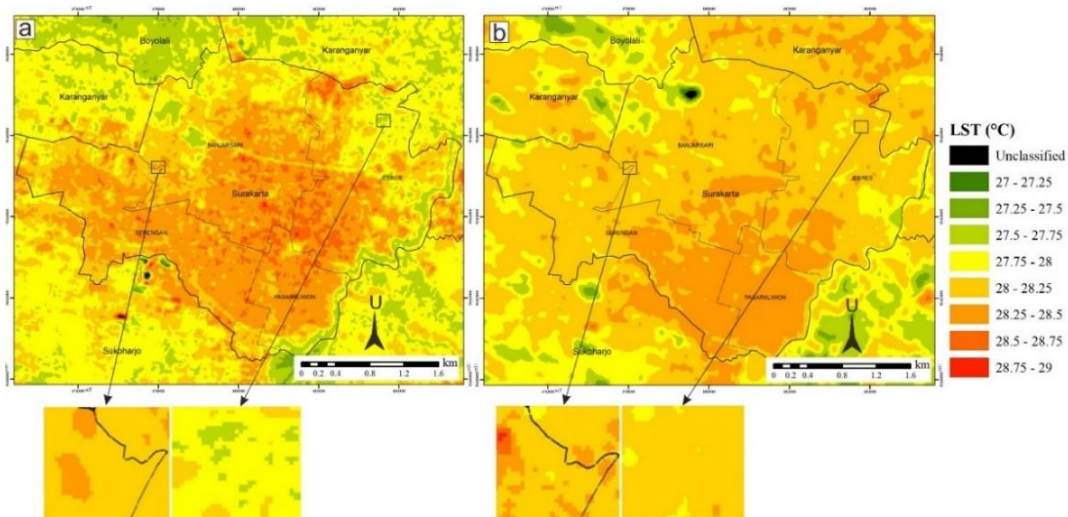 a
Boyolali
Karanganyar
Karanganyar
BANJARSARI
JEBRES
Surakarta
SERENGAN
PASARKLIWON
U
Sukoharjo
km
0 0.2 0.4 0.8 1.2 1.6
b
Boyolali
Karanganyar
Karanganyar
BANJARSARI
JEBRES
Surakarta
SERENGAN
PASARKLIWON
U
Sukoharjo
km
0 0.2 0.4 0.8 1.2 1.6
LST (°C)
Unclassified
27 - 27.25
27.25 - 27.5
27.5 - 27.75
27.75 - 28
28 - 28.25
28.25 - 28.5
28.5 - 28.75
28.75 - 29